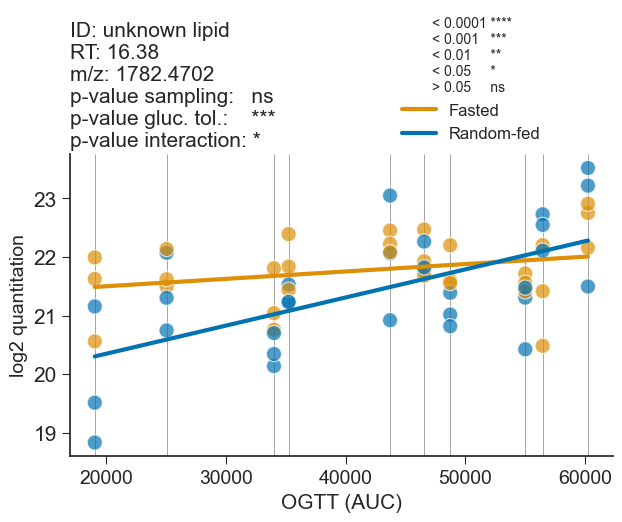 ID: unknown lipid
RT: 16.38
m/z: 1782.4702
p-value sampling: ns
p-value gluc. tol.: ***
p-value interaction: *
< 0.0001 ****
< 0.001 ***
< 0.01 **
< 0.05 *
> 0.05 ns
Fasted
Random-fed
23
22
21
20
19
log2 quantitation
20000 30000 40000 50000 60000
OGTT (AUC)